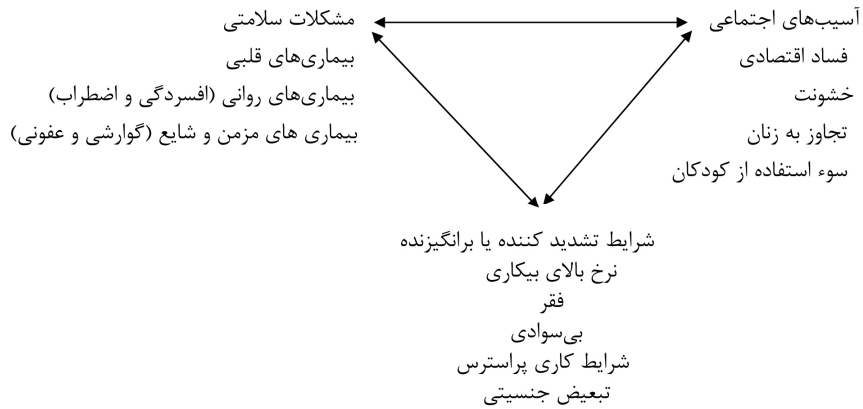 آسیب‌های اجتماعی
فساد اقتصادی
خشونت
تجاوز به زنان
سوء استفاده از کودکان
مشکلات سلامتی
بیماری‌های قلبی
بیماری‌های روانی (افسردگی و اضطراب)
بیماری های مزمن و شایع (گوارشی و عفونی)
شرایط تشدید کننده یا برانگیزنده
نرخ بالای بیکاری
فقر
بی‌سوادی
شرایط کاری پراسترس
تبعیض جنسیتی